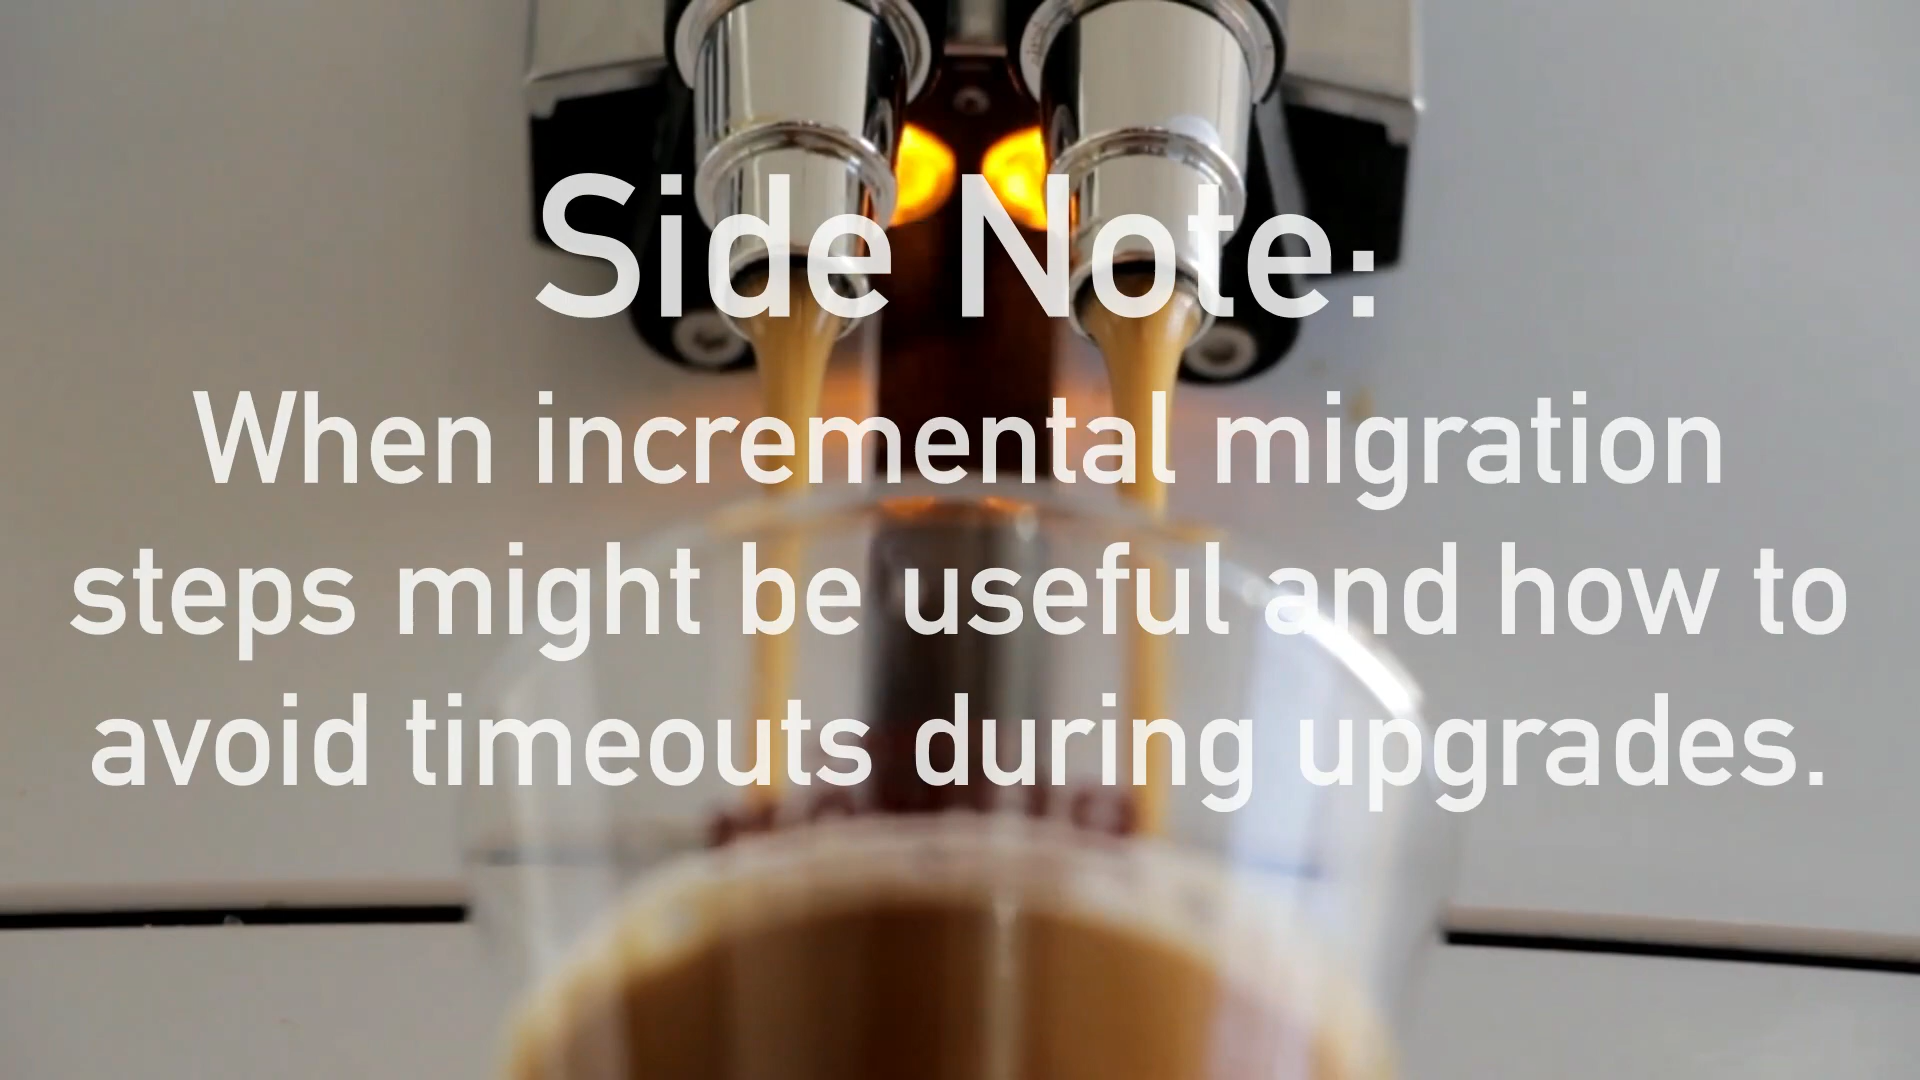 Side Note:
When incremental migration
steps might be useful and how to
avoid timeouts during upgrades.